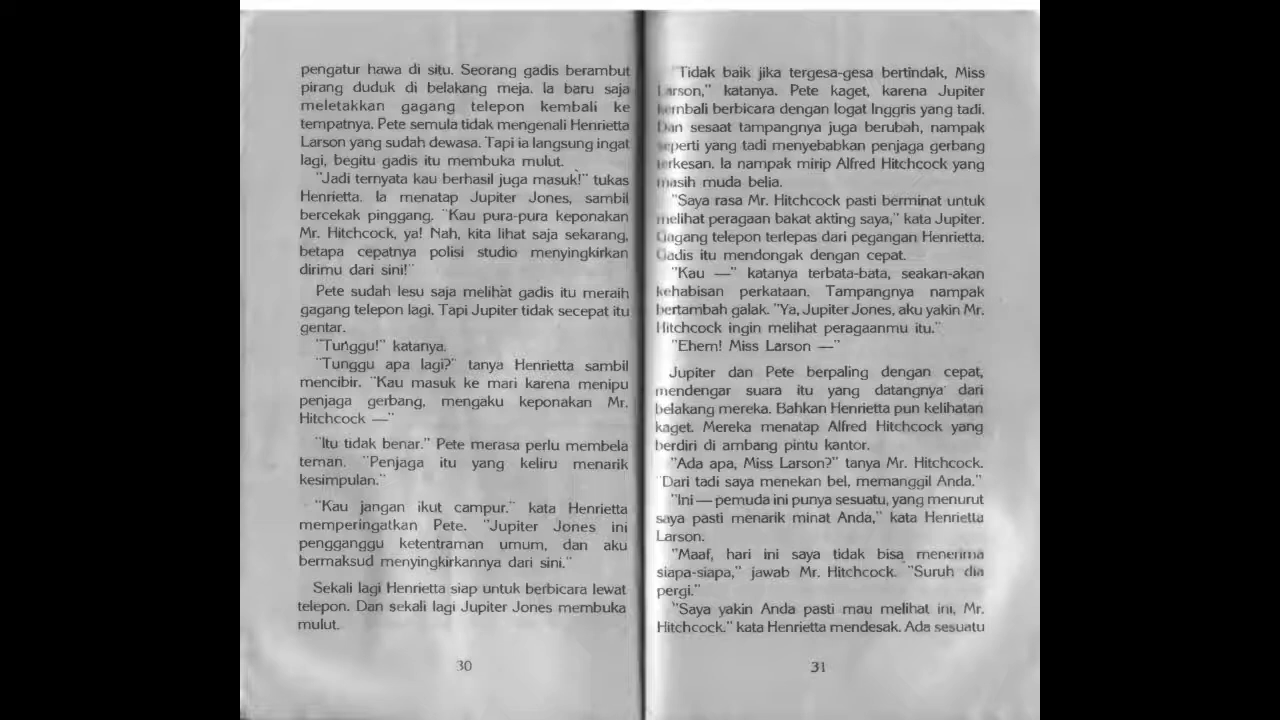 pengatur hawa di situ. Seorang gadis berambut
pirang duduk di belakang meja. Ia baru saja
meletakkan gagang telepon kembali ke
tempatnya. Pete semula tidak mengenali Henrietta
Larson yang sudah dewasa. Tapi ia langsung ingat
lagi, begitu gadis itu membuka mulut.
"Jadi ternyata kau berhasil juga masuk!" tukas
Henrietta. Ia menatap Jupiter Jones, sambil
bercekak pinggang. "Kau pura-pura keponakan
Mr. Hitchcock, ya! Nah, kita lihat saja sekarang,
betapa cepatnya polisi studio menyingkirkan
dirimu dari sini!"
Pete sudah lesu saja melihat gadis itu meraih
gagang telepon lagi. Tapi Jupiter tidak secepat itu
gentar.
"Tunggu!" katanya.
"Tunggu apa lagi?" tanya Henrietta sambil
mencibir. "Kau masuk ke mari karena menipu
penjaga gerbang, mengaku keponakan Mr.
Hitchcock —"
"Itu tidak benar." Pete merasa perlu membela
teman. "Penjaga itu yang keliru menarik
kesimpulan."
"Kau jangan ikut campur." kata Henrietta
memperingatkan Pete. "Jupiter Jones ini
pengganggu ketentraman umum, dan aku
bermaksud menyingkirkannya dari sini."
Sekali lagi Henrietta siap untuk berbicara lewat
telepon. Dan sekali lagi Jupiter Jones membuka
mulut.
30
"Tidak baik jika tergesa-gesa bertindak, Miss
Larson," katanya. Pete kaget, karena Jupiter
kembali berbicara dengan logat Inggris yang tadi.
Dan sesaat tampangnya juga berubah, nampak
seperti yang tadi menyebabkan penjaga gerbang
terkesan. Ia nampak mirip Alfred Hitchcock yang
masih muda belia.
"Saya rasa Mr. Hitchcock pasti berminat untuk
melihat peragaan bakat akting saya," kata Jupiter.
Gagang telepon terlepas dari pegangan Henrietta.
Gadis itu mendongak dengan cepat.
"Kau —" katanya terbata-bata, seakan-akan
kehabisan perkataan. Tampangnya nampak
bertambah galak. "Ya, Jupiter Jones, aku yakin Mr.
Hitchcock ingin melihat peragaanmu itu."
"Ehem! Miss Larson —"
Jupiter dan Pete berpaling dengan cepat,
mendengar suara itu yang datangnya dari
belakang mereka. Bahkan Henrietta pun kelihatan
kaget. Mereka menatap Alfred Hitchcock yang
berdiri di ambang pintu kantor.
"Ada apa, Miss Larson?" tanya Mr. Hitchcock.
"Dari tadi saya menekan bel, memanggil Anda."
"Ini — pemuda ini punya sesuatu, yang menurut
saya pasti menarik minat Anda," kata Henrietta
Larson.
"Maaf, hari ini saya tidak bisa menerima
siapa-siapa," jawab Mr. Hitchcock. "Suruh dia
pergi."
"Saya yakin Anda pasti mau melihat ini, Mr.
Hitchcock." kata Henrietta mendesak. Ada sesuatu
31